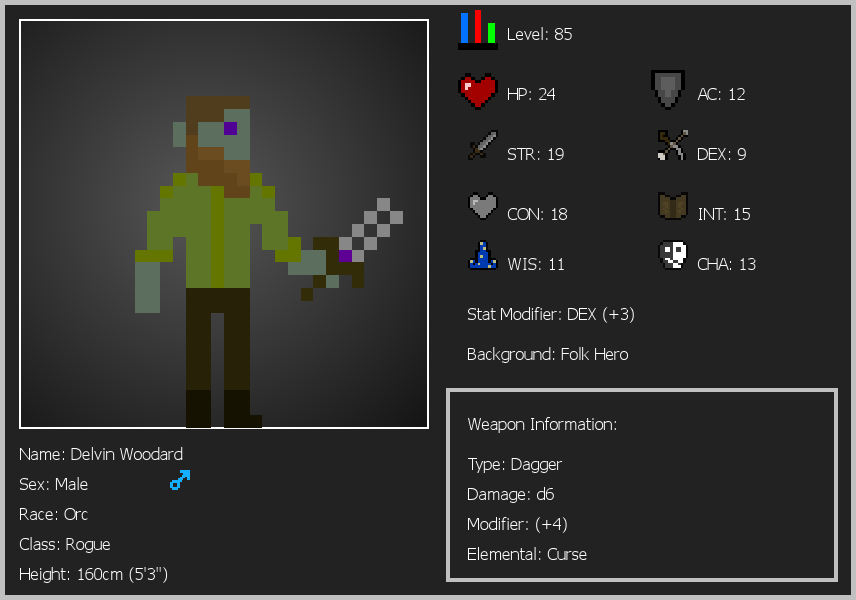 Level: 85
HP: 24
AC: 12
STR: 19
DEX: 9
CON: 18
INT: 15
WIS: 11
CHA: 13
Stat Modifier: DEX (+3)
Background: Folk Hero
Weapon Information:
Type: Dagger
Damage: d6
Modifier: (+4)
Elemental: Curse
Name: Delvin Woodard
Sex: Male
Race: Orc
Class: Rogue
Height: 160cm (5'3")